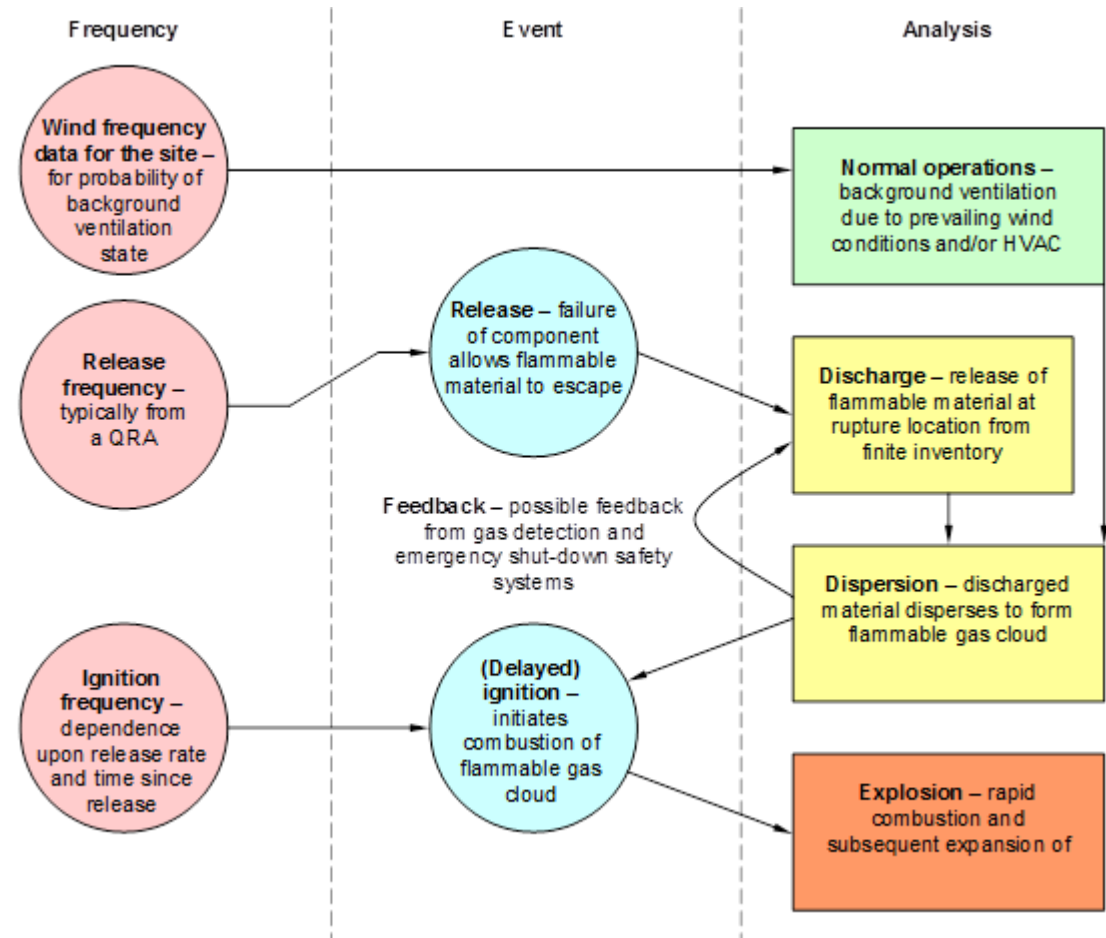 Frequency
Event
Analysis
Wind frequency
data for the site –
for probability of
background
ventilation
state
Normal operations –
background ventilation
due to prevailing wind
conditions and/or HVAC
Release frequency –
typically from
a QRA
Release – failure
of component
allows flammable
material to escape
Discharge – release of
flammable material at
rupture location from
finite inventory
Feedback – possible feedback
from gas detection and
emergency shut-down safety
systems
Dispersion – discharged
material disperses to form
flammable gas cloud
Ignition
frequency –
dependence
upon release rate
and time since
release
(Delayed)
ignition –
initiates
combustion of
flammable gas
cloud
Explosion – rapid
combustion and
subsequent expansion of